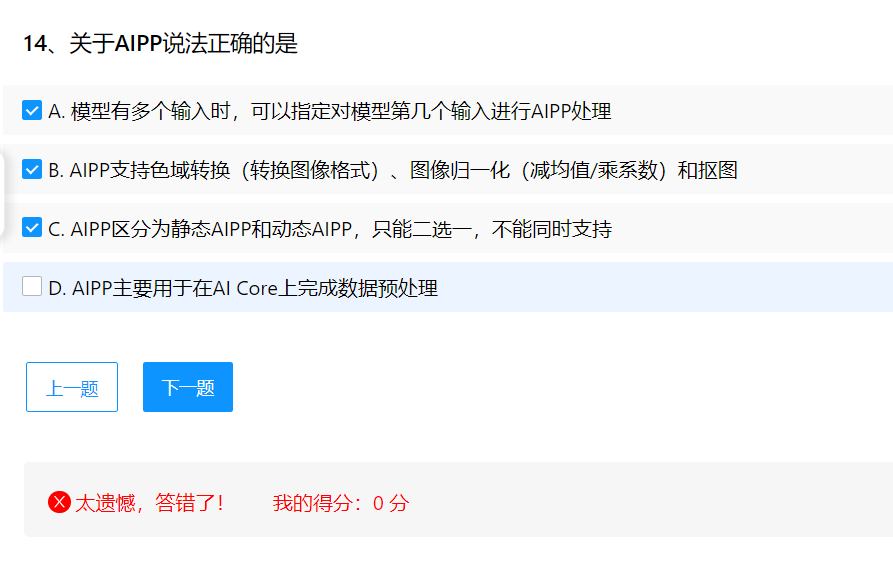 14、关于AIPP说法正确的是
A. 模型有多个输入时，可以指定对模型第几个输入进行AIPP处理
B. AIPP支持色域转换（转换图像格式）、图像归一化（减均值/乘系数）和抠图
C. AIPP区分为静态AIPP和动态AIPP，只能二选一，不能同时支持
D. AIPP主要用于在AI Core上完成数据预处理
上一题 下一题
太遗憾，答错了！ 我的得分：0 分